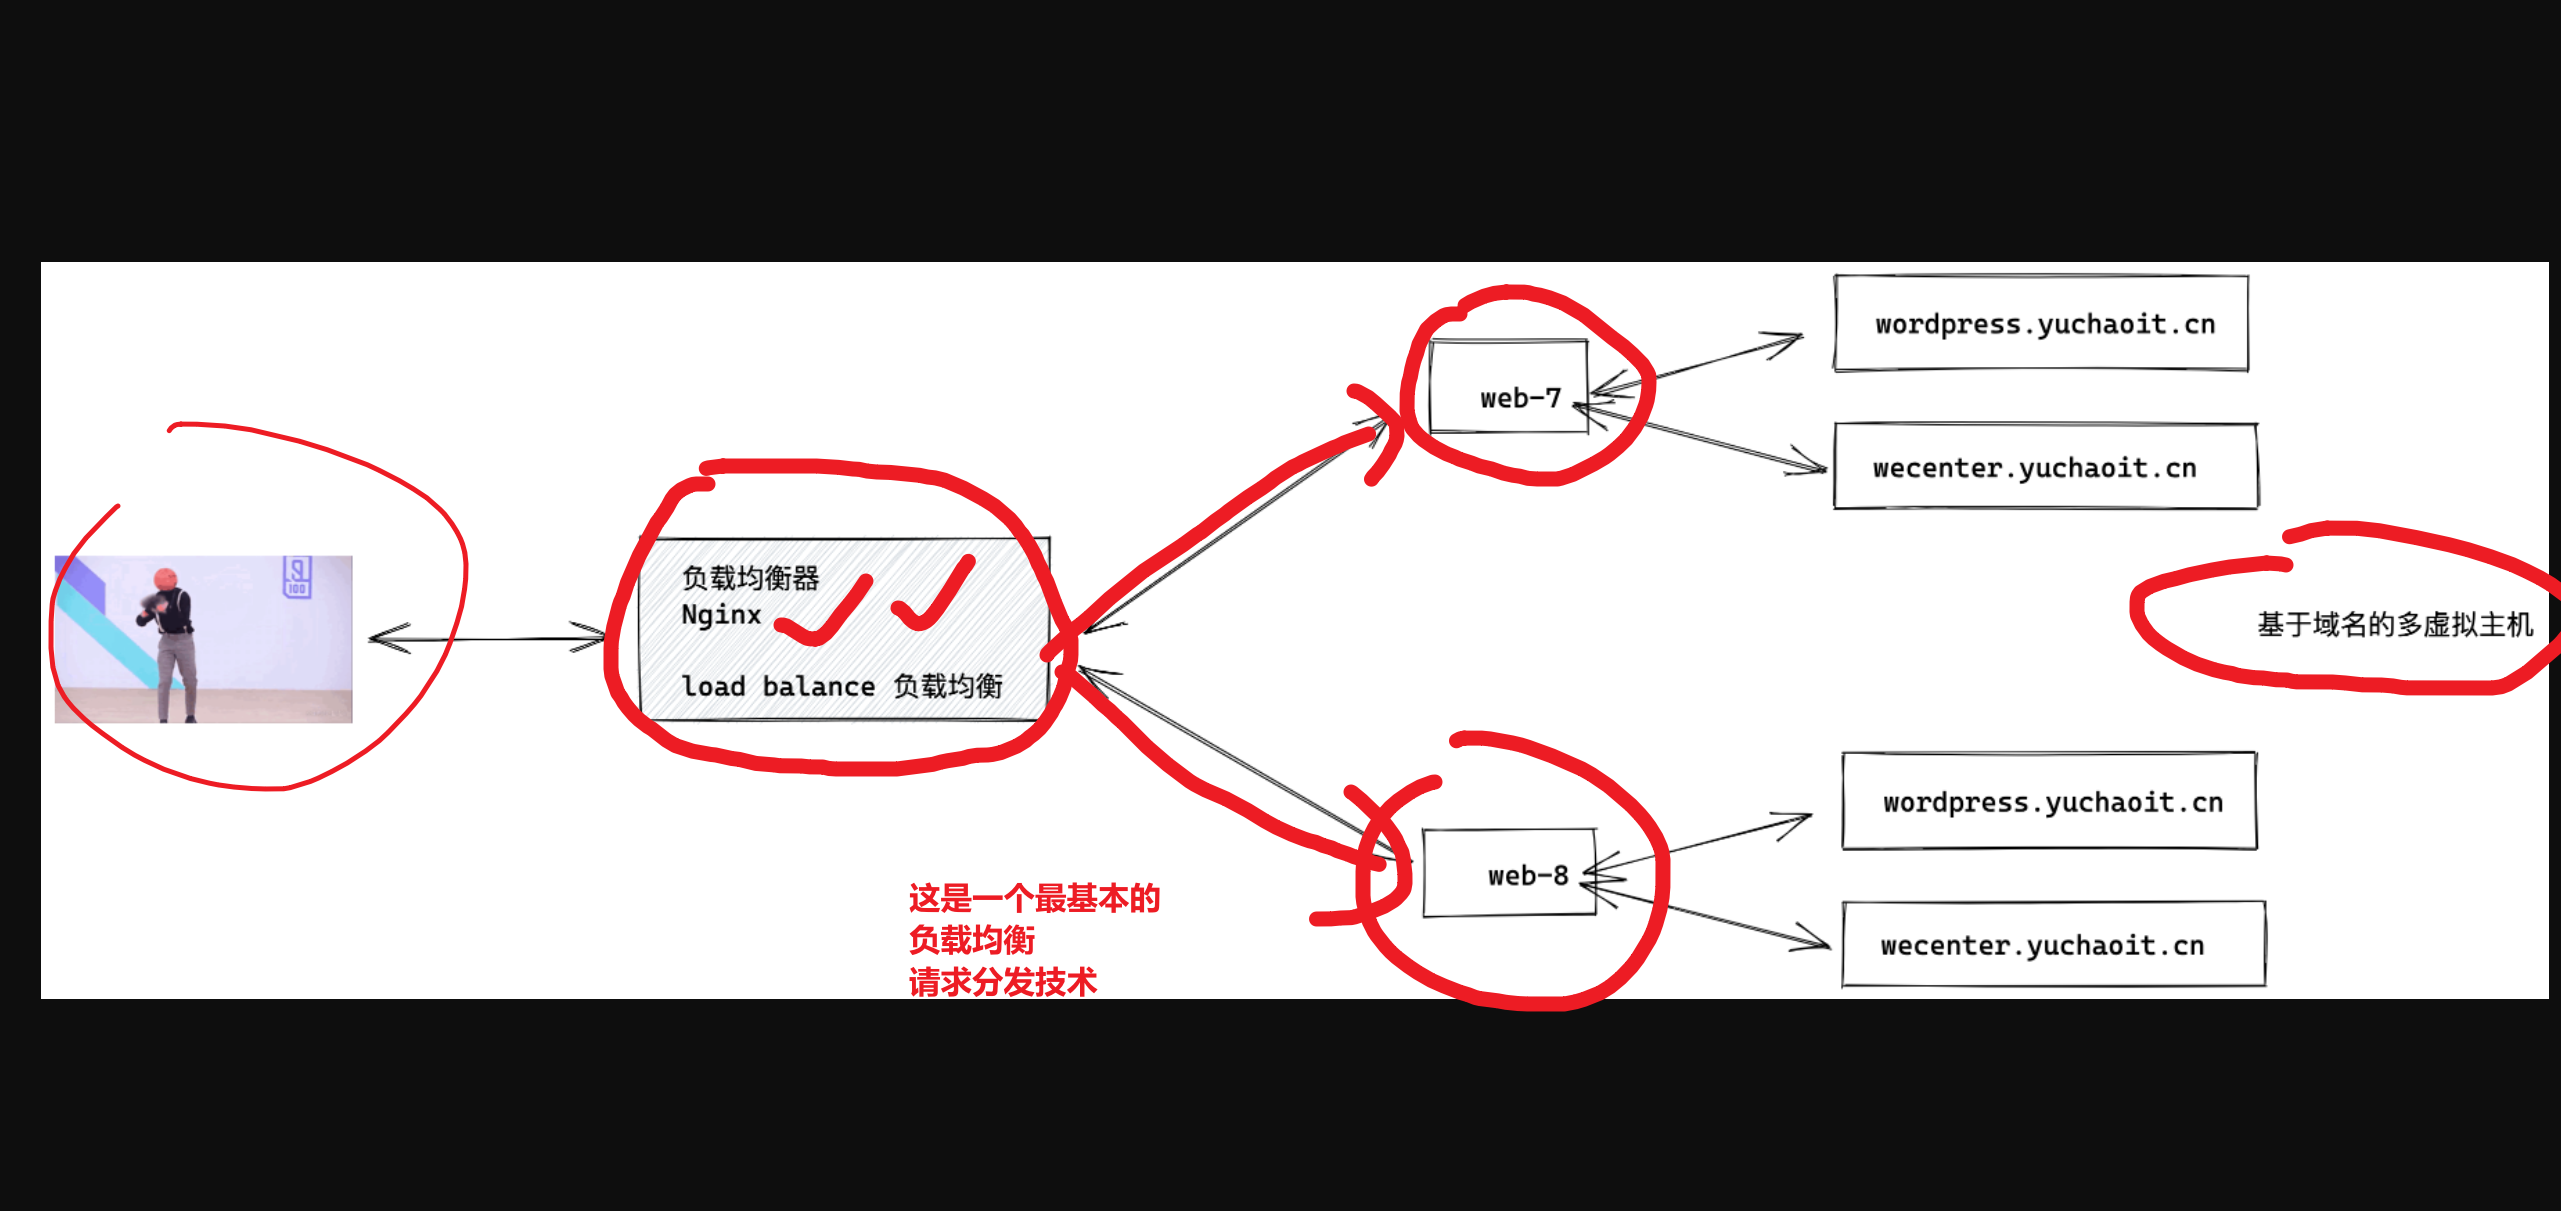 wordpress.yuchaoit.cn
web-7
wecenter.yuchaoit.cn
100
负载均衡器
Nginx
load balance 负载均衡
基于域名的多虚拟主机
wordpress.yuchaoit.cn
web-8
wecenter.yuchaoit.cn
这是一个最基本的
负载均衡
请求分发技术